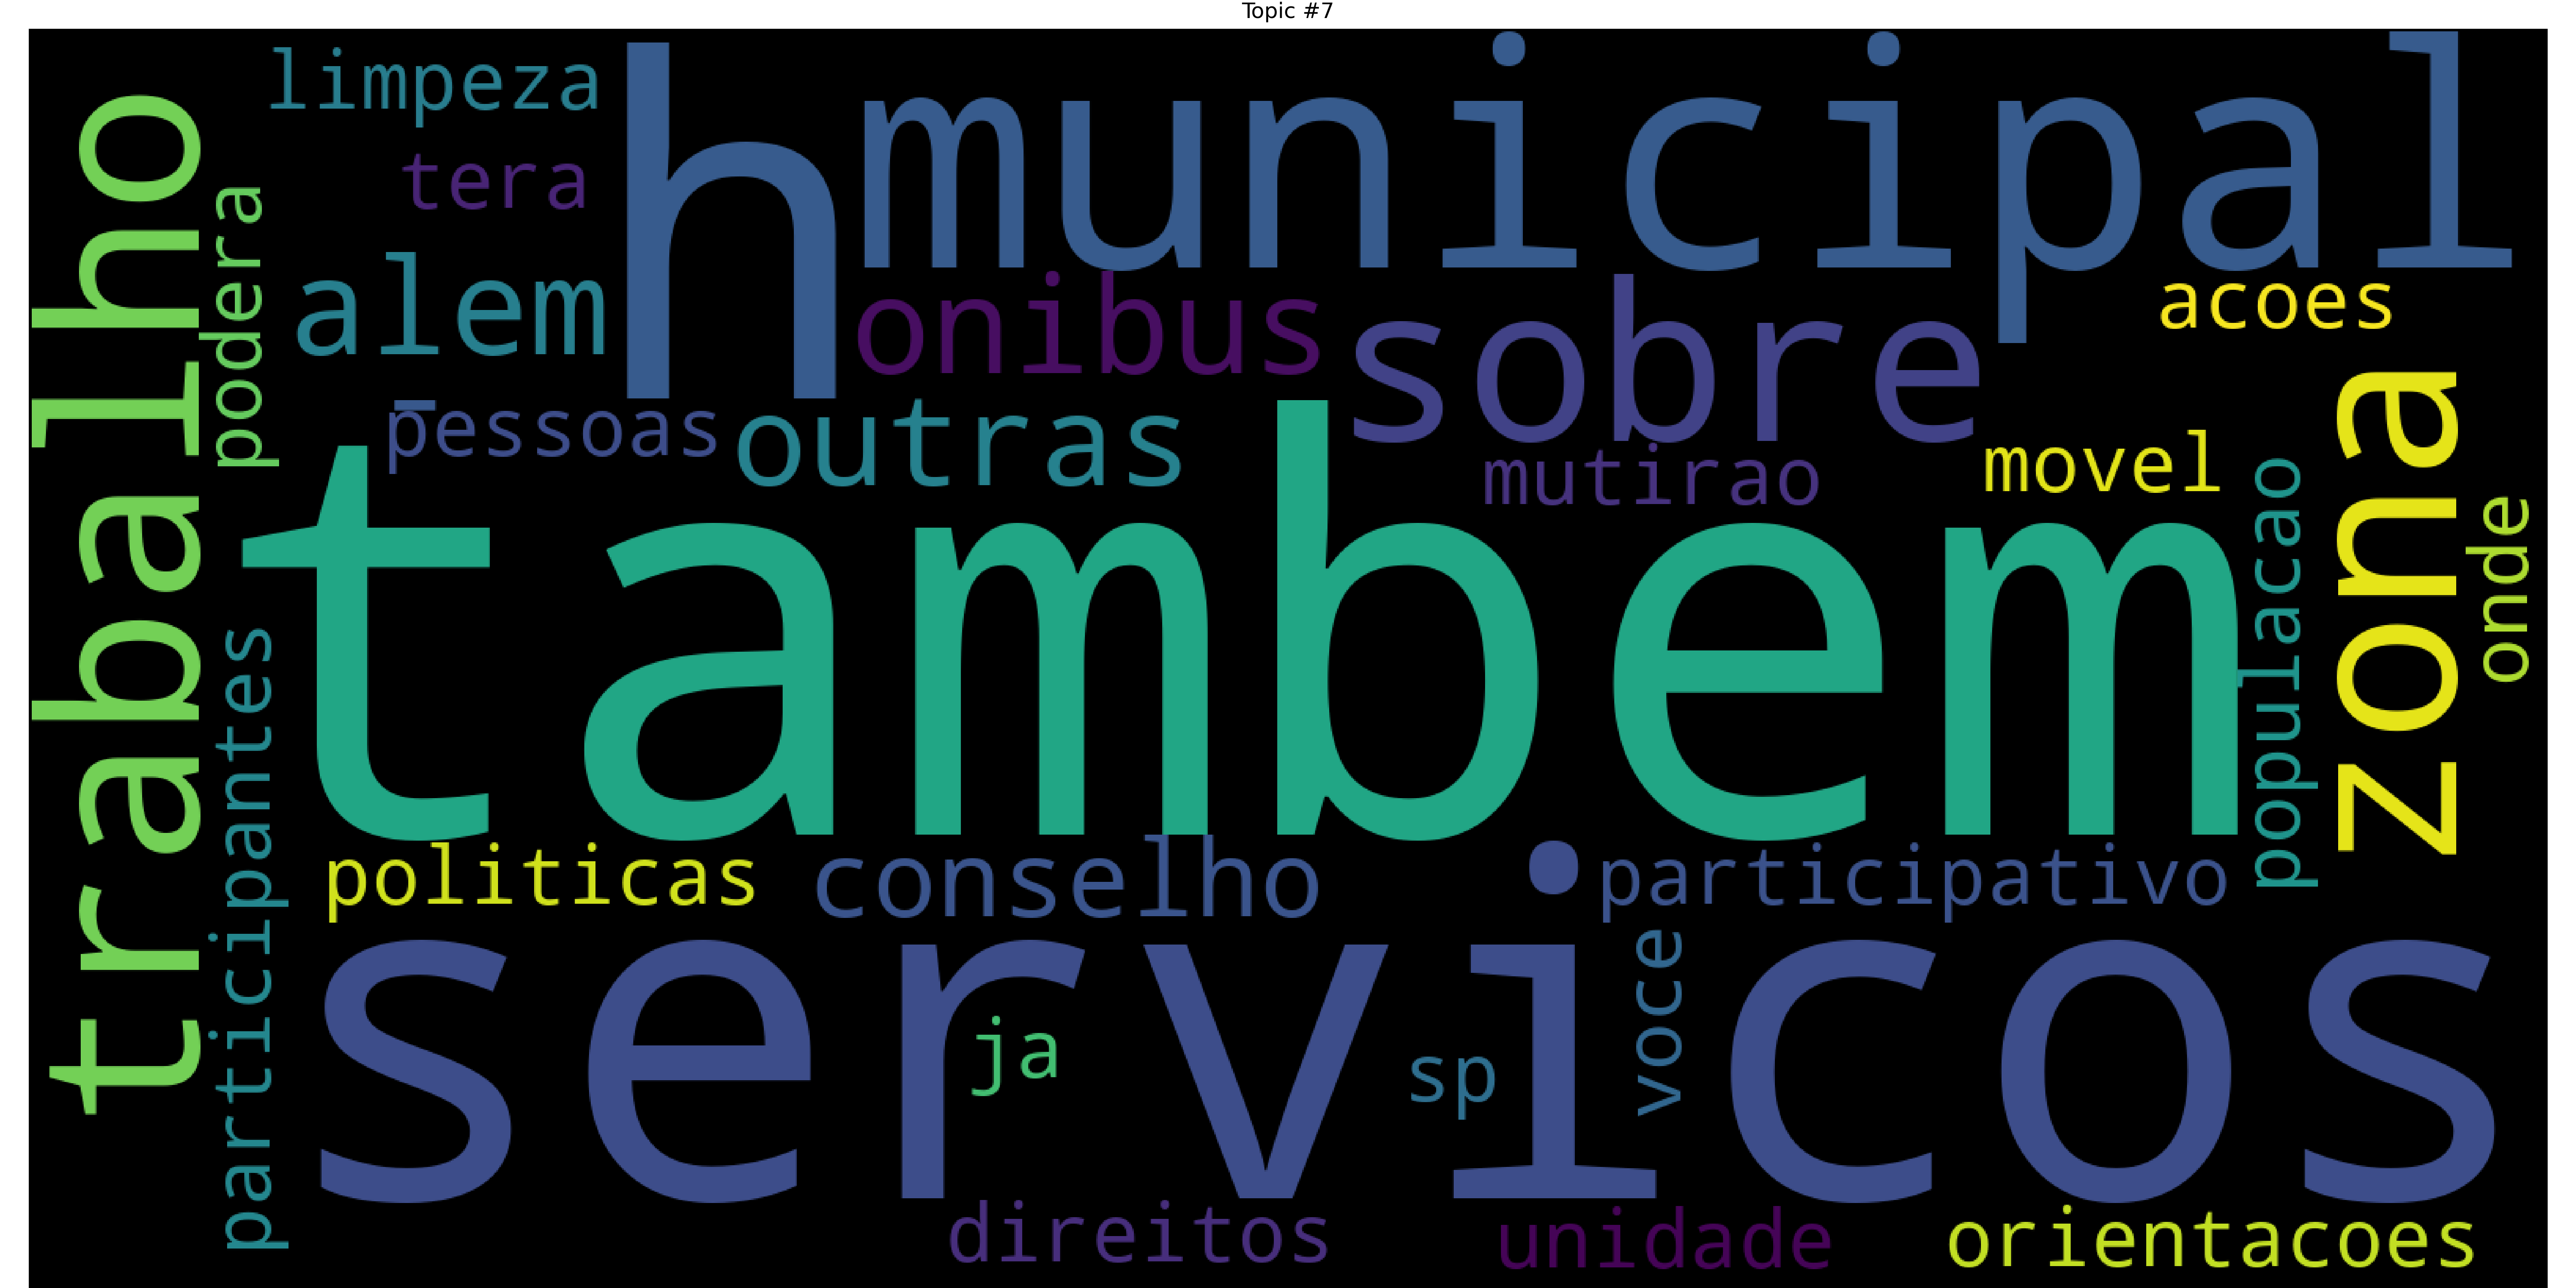 Topic #7
limpeza
h
municipal
tera
trabalho
podera
alem
onibus
sobre
acoes
pessoas
outras
mutirao
movel
zona
onde
populacao
tambem
participantes
politicas
conselho
participativo
servicos
voce
ja
sp
direitos
unidade
orientacoes